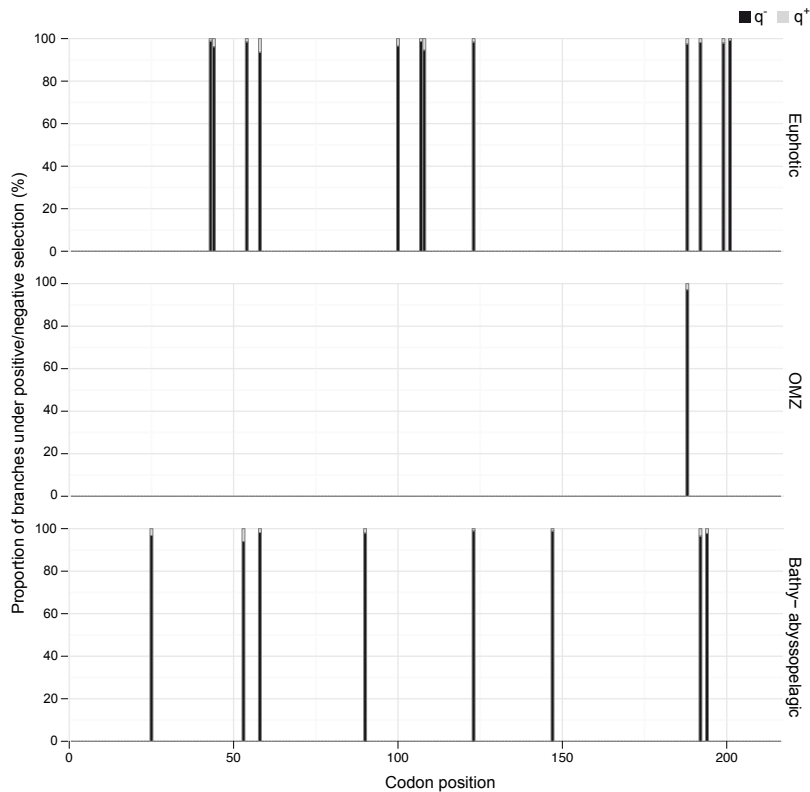 q- q+
Proportion of branches under positive/negative selection (%)
100
80
60
40
20
0
Euphotic
100
80
60
40
20
0
OMZ
100
80
60
40
20
0
Bathy− abyssopelagic
0 50 100 150 200
Codon position